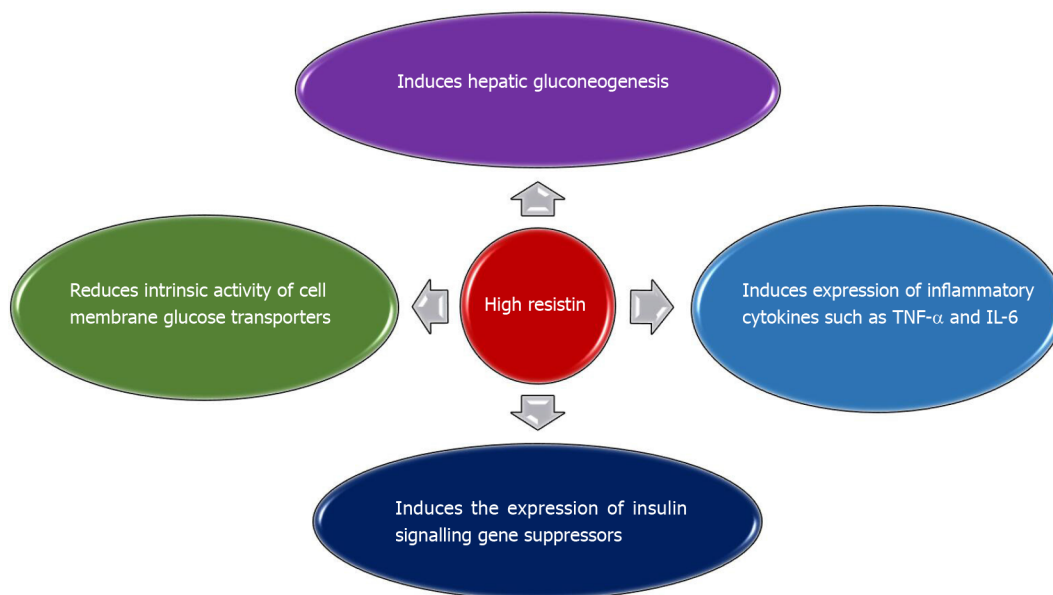 Induces hepatic gluconeogenesis
Reduces intrinsic activity of cell
membrane glucose transporters
High resistin
Induces expression of inflammatory
cytokines such as TNF-α and IL-6
Induces the expression of insulin
signalling gene suppressors